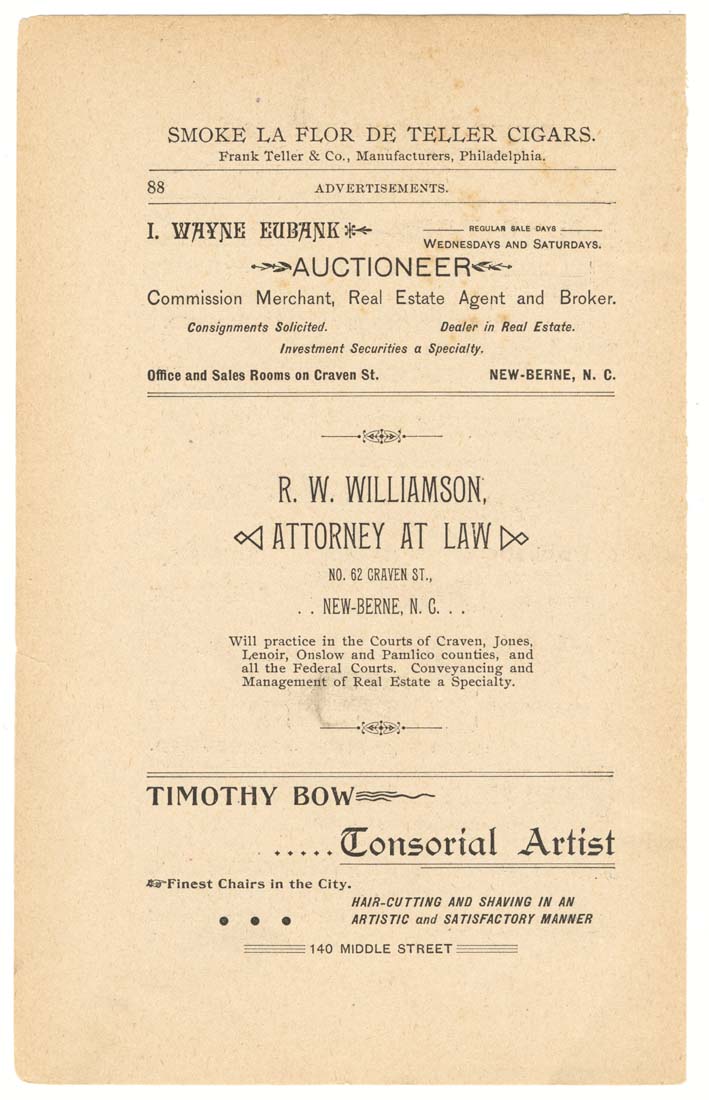 SMOKE LA FLOR DE TELLER CIGARS.
Frank Teller & Co., Manufacturers, Philadelphia.
88 ADVERTISEMENTS.
I. WAYNE EUBANK
REGULAR SALE DAYS
WEDNESDAYS AND SATURDAYS.
AUCTIONEER
Commission Merchant, Real Estate Agent and Broker.
Consignments Solicited. Dealer in Real Estate.
Investment Securities a Specialty.
Office and Sales Rooms on Craven St. NEW-BERNE, N. C.
R. W. WILLIAMSON,
ATTORNEY AT LAW
NO. 62 CRAVEN ST.,
. . NEW-BERNE, N. C. . .
Will practice in the Courts of Craven, Jones,
Lenoir, Onslow and Pamlico counties, and
all the Federal Courts. Conveyancing and
Management of Real Estate a Specialty.
TIMOTHY BOW
.....Tonsorial Artist
Finest Chairs in the City.
HAIR-CUTTING AND SHAVING IN AN
ARTISTIC and SATISFACTORY MANNER
140 MIDDLE STREET